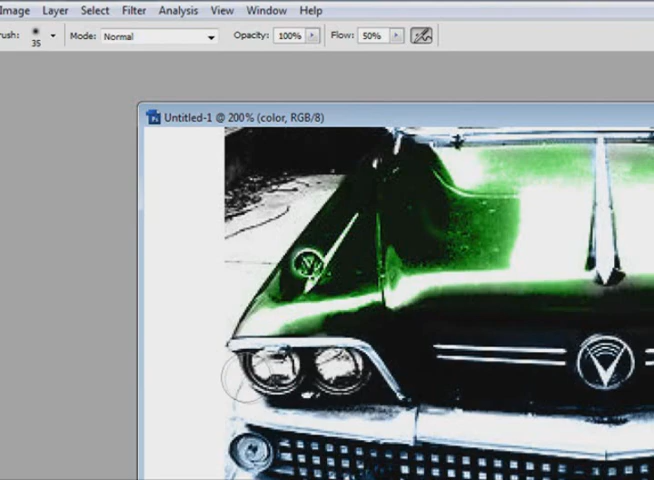 Image Layer Select Filter Analysis View Window Help
rush: 35 Mode: Normal Opacity: 100% Flow: 50%
Untitled-1 @ 200% (color, RGB/8)